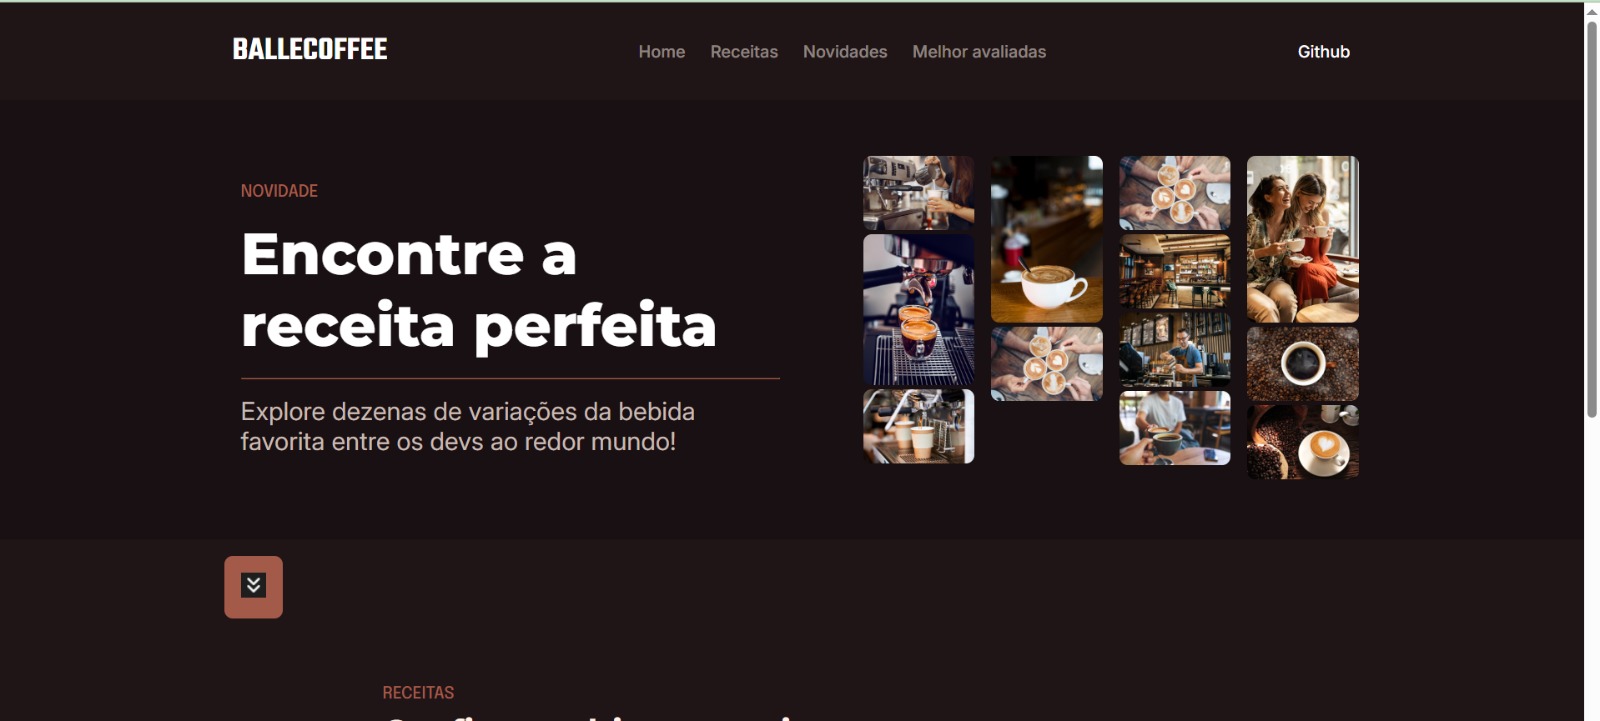 BALLECOFFEE
Home Receitas Novidades Melhor avaliadas
Github
NOVIDADE
Encontre a
receita perfeita
Explore dezenas de variações da bebida
favorita entre os devs ao redor mundo!
RECEITAS